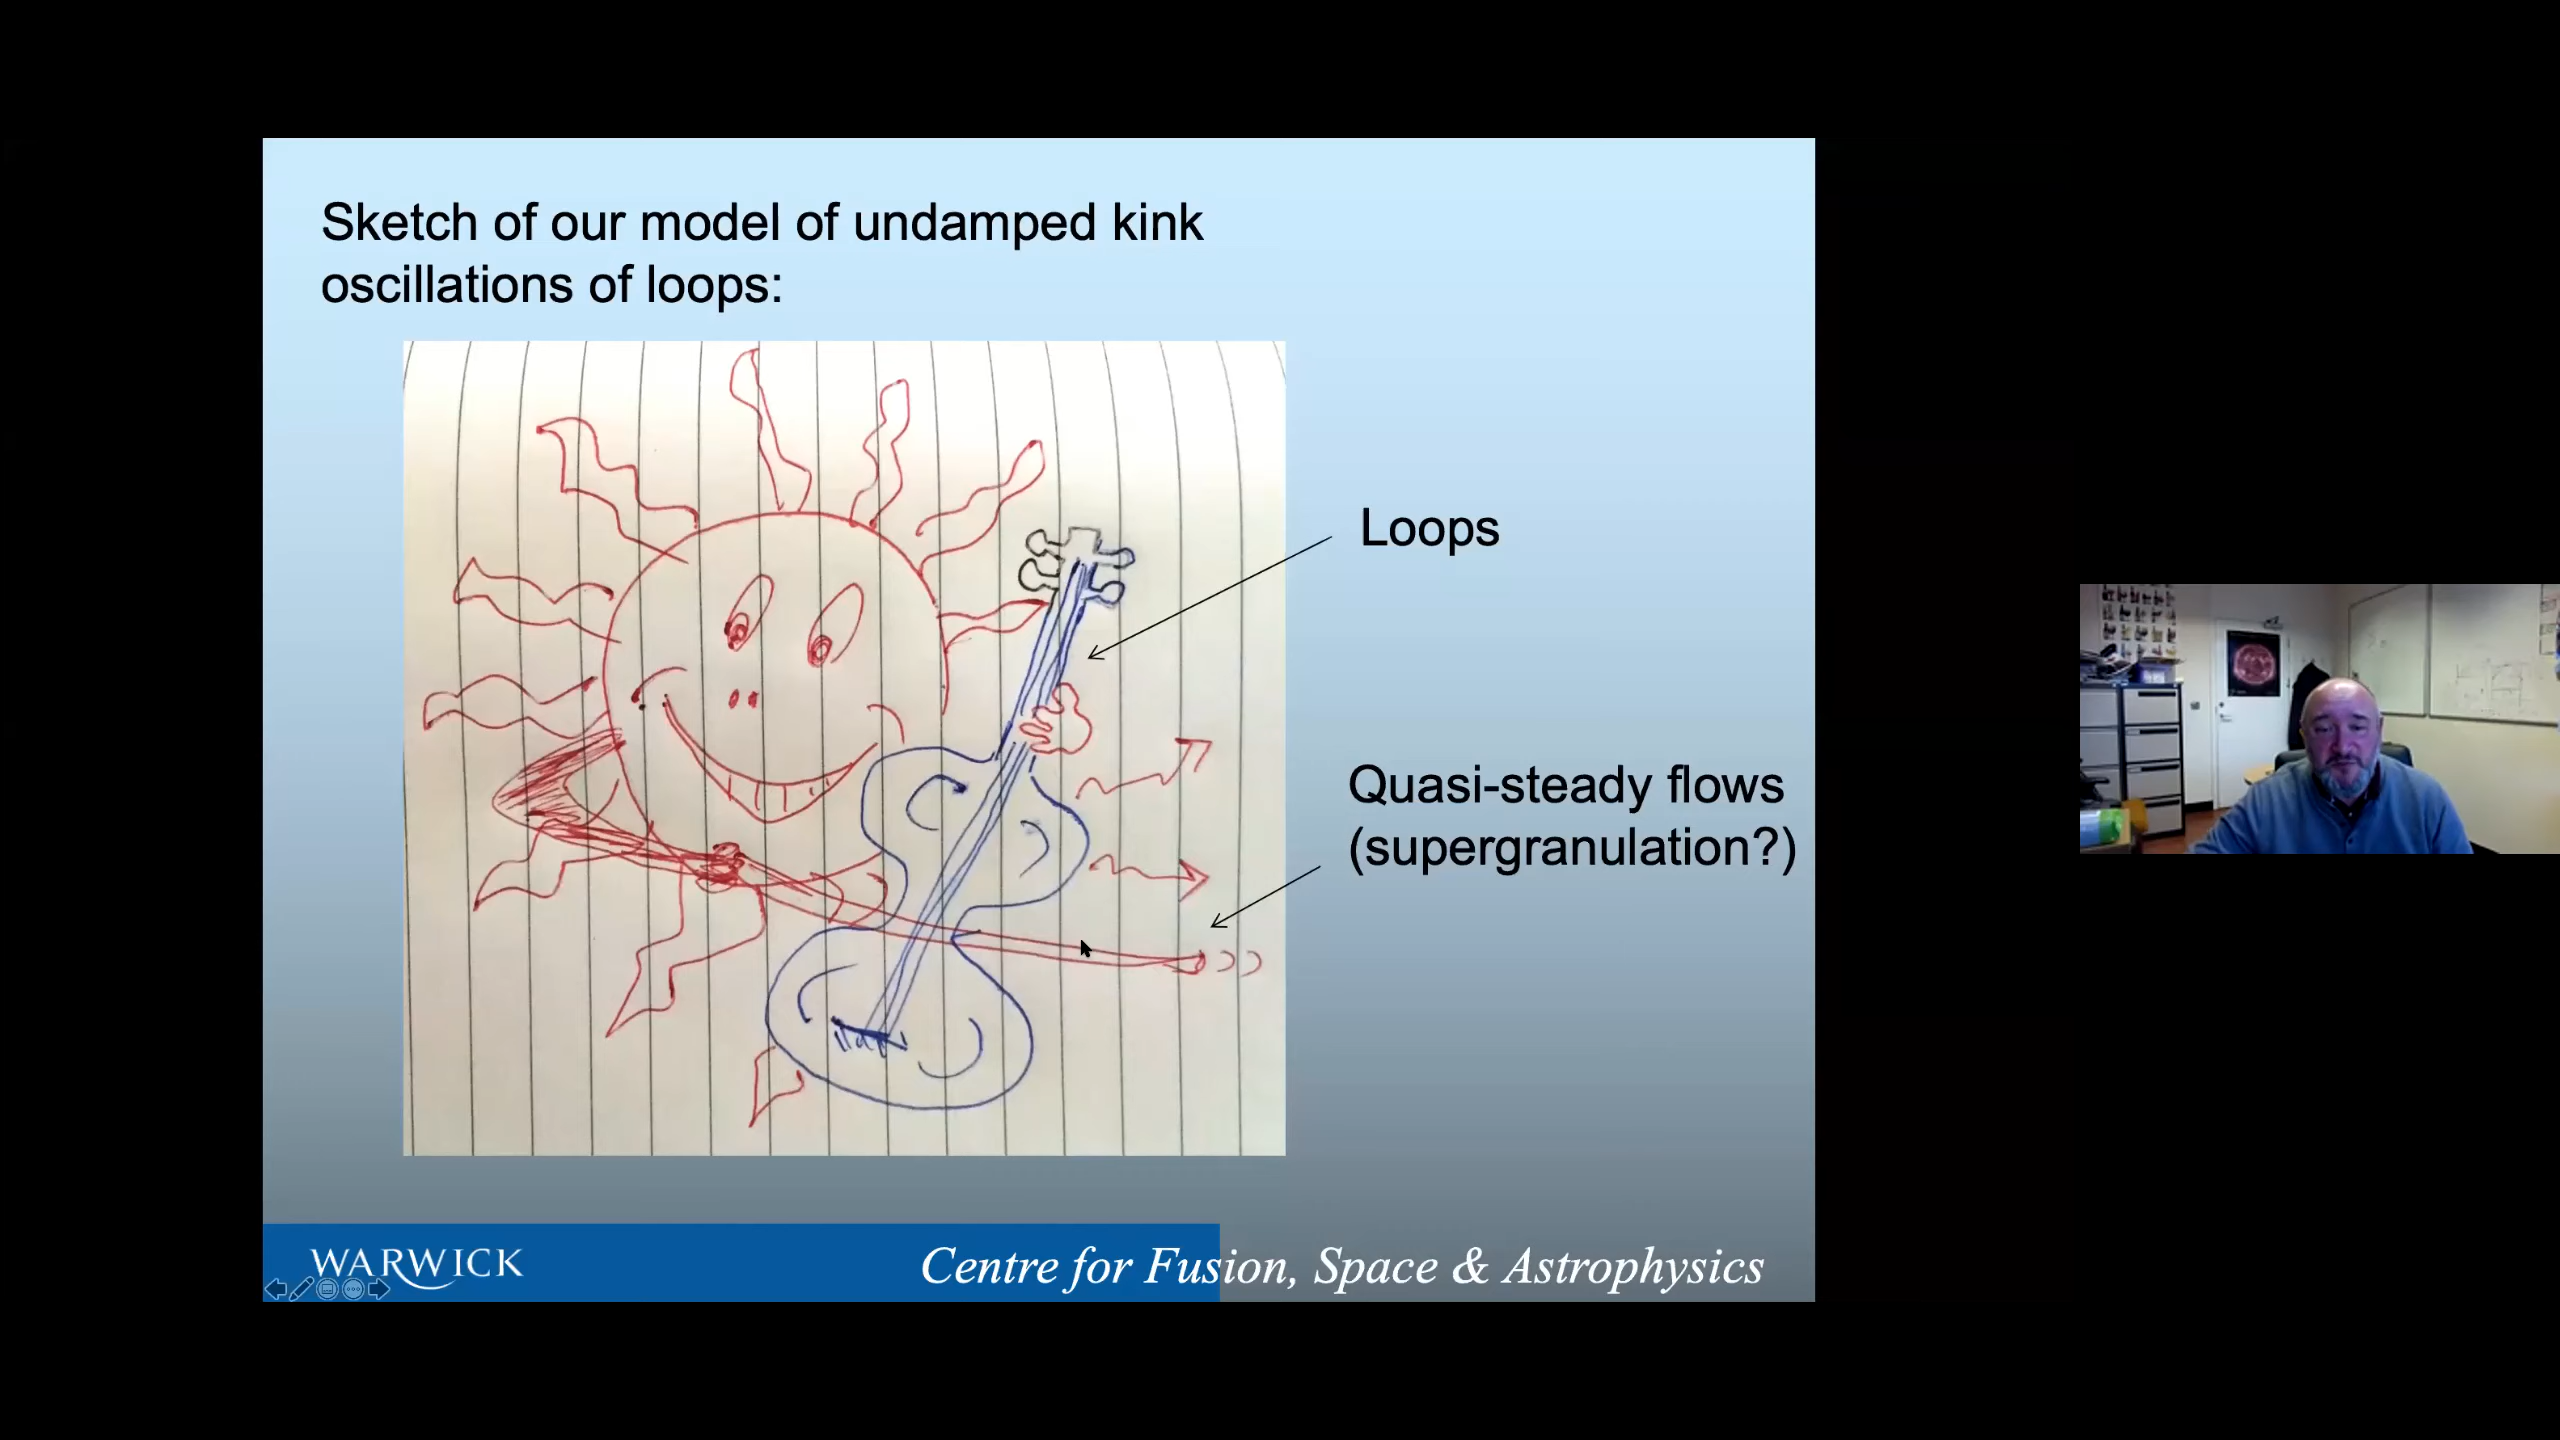 Sketch of our model of undamped kink
oscillations of loops:
Loops
Quasi-steady flows
(supergranulation?)
WARWICK
Centre for Fusion, Space & Astrophysics